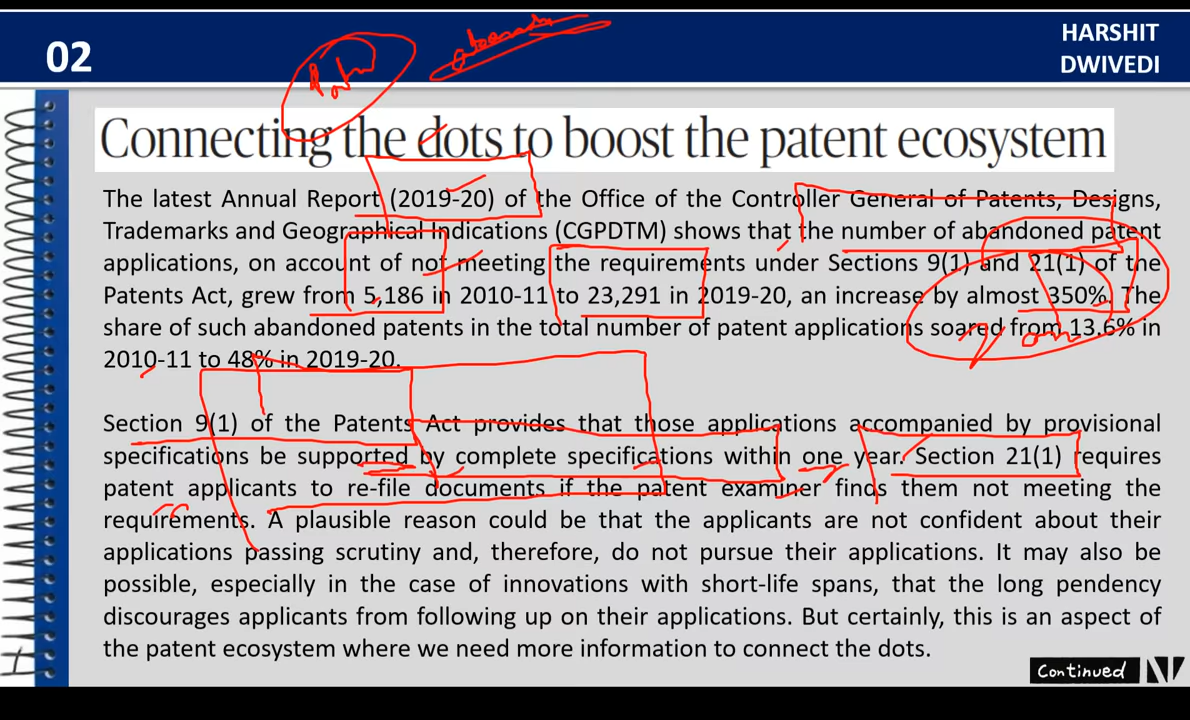 02
HARSHIT
DWIVEDI
Connecting the dots to boost the patent ecosystem
The latest Annual Report (2019-20) of the Office of the Controller General of Patents, Designs,
Trademarks and Geographical Indications (CGPDTM) shows that the number of abandoned patent
applications, on account of not meeting the requirements under Sections 9(1) and 21(1) of the
Patents Act, grew from 5,186 in 2010-11 to 23,291 in 2019-20, an increase by almost 350%. The
share of such abandoned patents in the total number of patent applications soared from 13.6% in
2010-11 to 48% in 2019-20.
Section 9(1) of the Patents Act provides that those applications accompanied by provisional
specifications be supported by complete specifications within one year. Section 21(1) requires
patent applicants to re-file documents if the patent examiner finds them not meeting the
requirements. A plausible reason could be that the applicants are not confident about their
applications passing scrutiny and, therefore, do not pursue their applications. It may also be
possible, especially in the case of innovations with short-life spans, that the long pendency
discourages applicants from following up on their applications. But certainly, this is an aspect of
the patent ecosystem where we need more information to connect the dots.
Continued